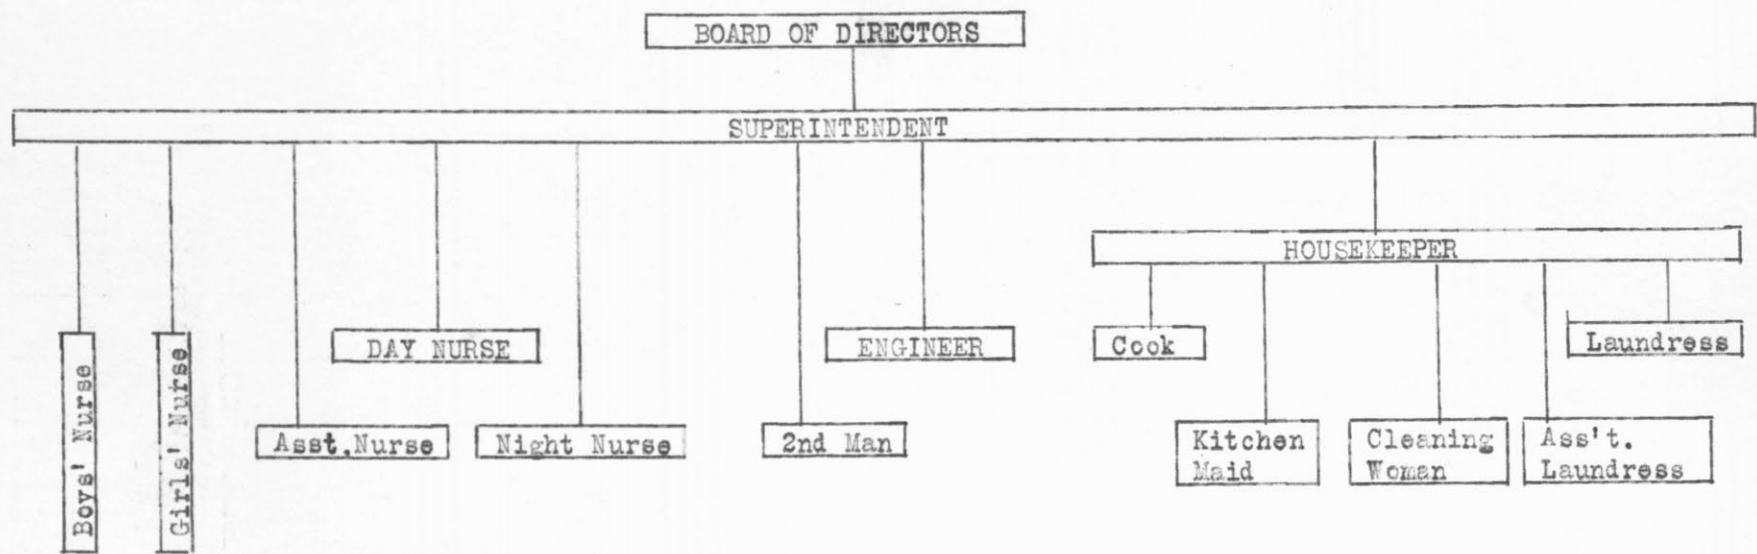 BOARD OF DIRECTORS
SUPERINTENDENT
HOUSEKEEPER
Boys' Nurse
Girls' Nurse
DAY NURSE
ENGINEER
Cook
Laundress
Asst.Nurse
Night Nurse
2nd Man
Kitchen
Maid
Cleaning
Woman
Ass't.
Laundress